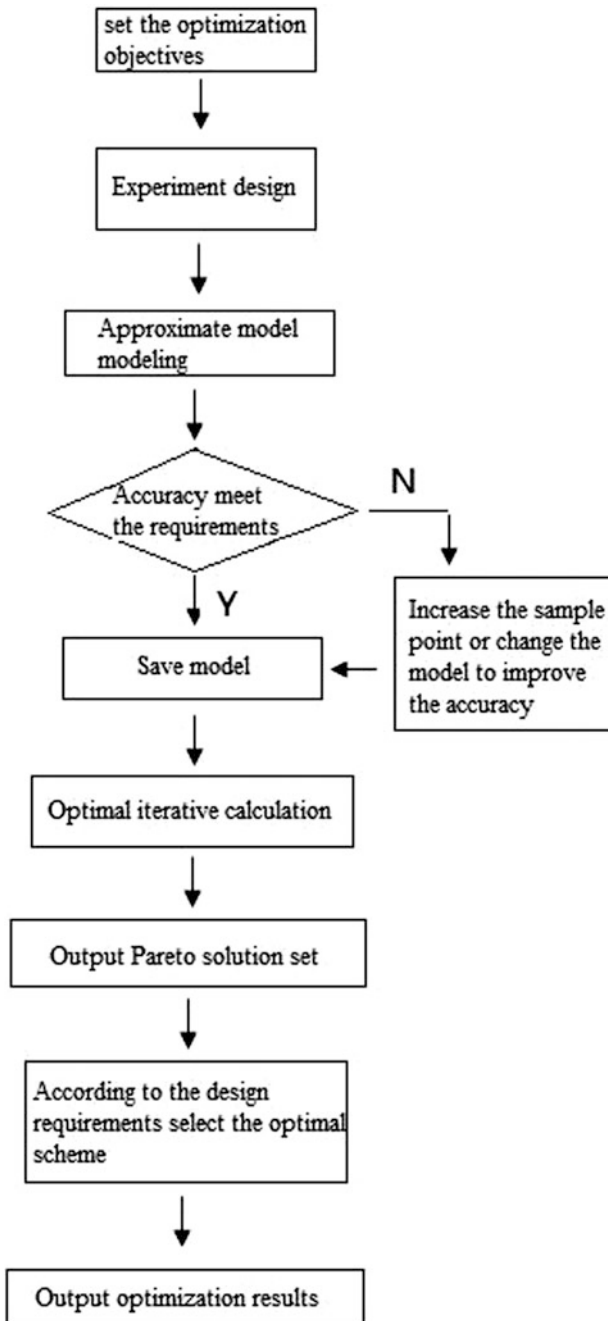 set the optimization
objectives
Experiment design
Approximate model
modeling
Accuracy meet
the requirements
N
Y
Increase the sample
point or change the
model to improve
the accuracy
Save model
Optimal iterative calculation
Output Pareto solution set
According to the design
requirements select the optimal
scheme
Output optimization results